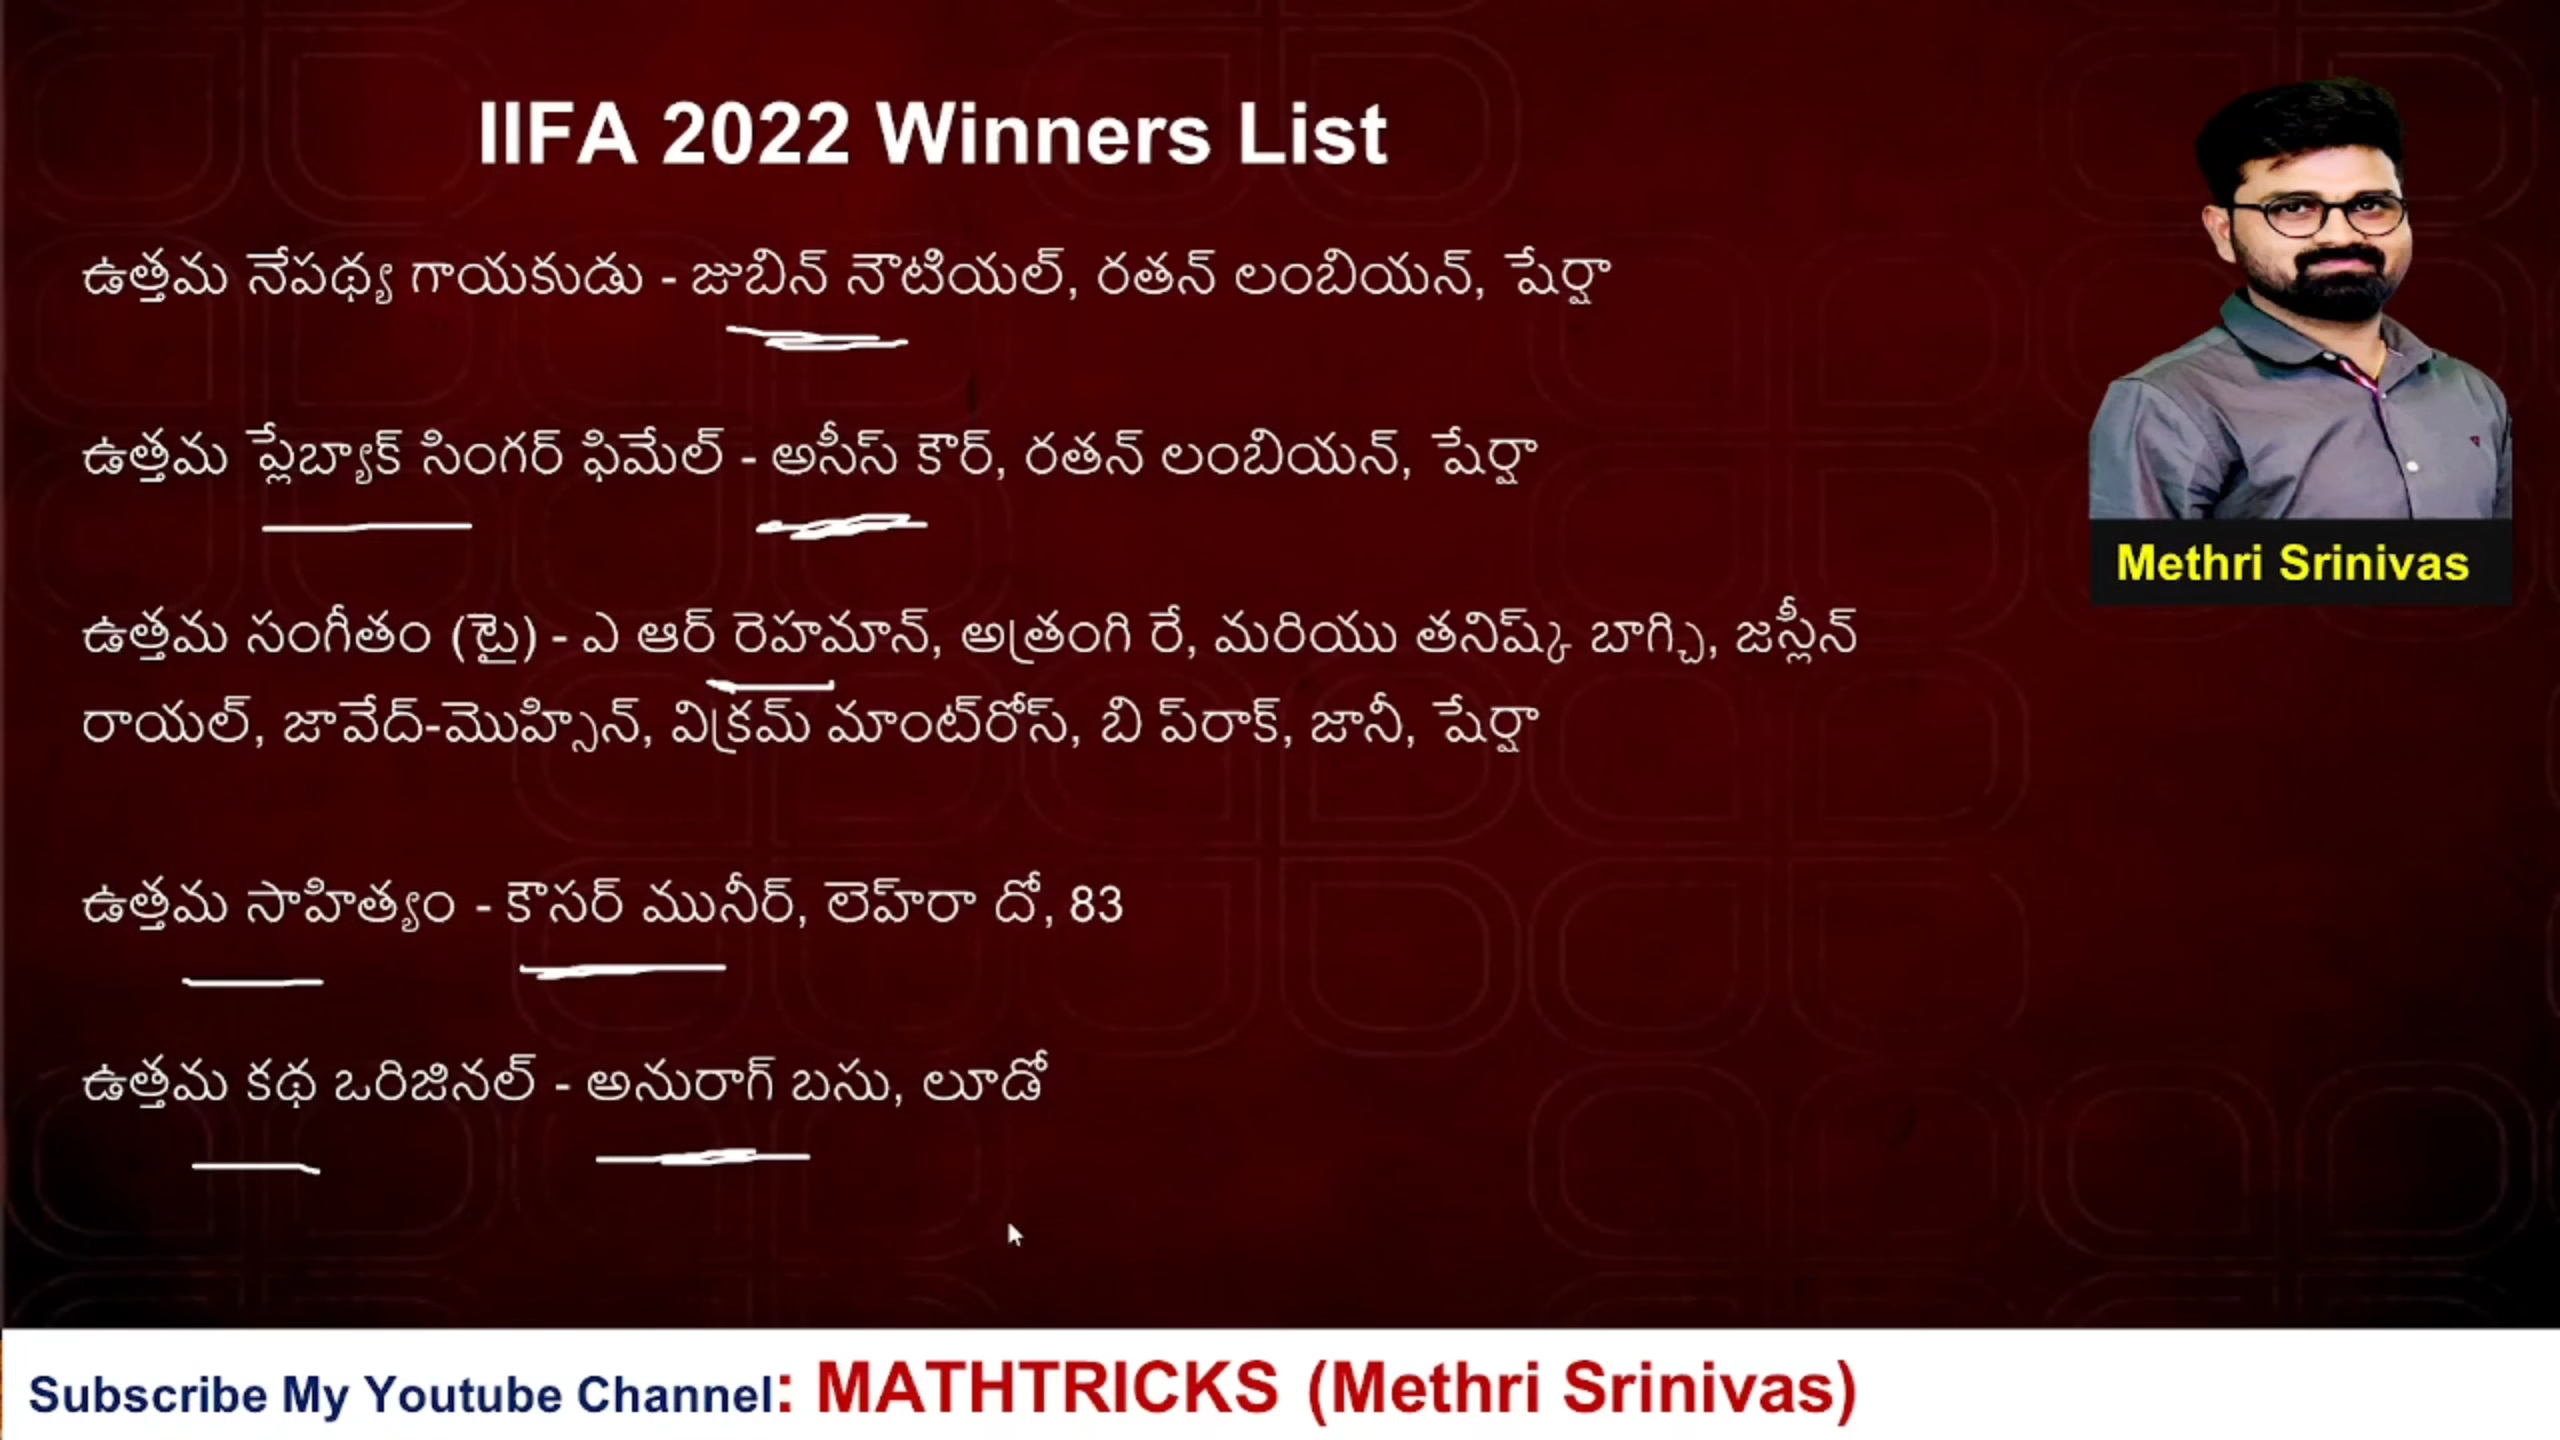 IIFA 2022 Winners List
ఉత్తమ నేపథ్య గాయకుడు - జుబిన్ నౌటియల్, రతన్ లంబియన్, షేర్షా
ఉత్తమ ప్లేబ్యాక్ సింగర్ ఫిమేల్ - అసీస్ కౌర్, రతన్ లంబియన్, షేర్షా
Methri Srinivas
ఉత్తమ సంగీతం (టై) - ఎ ఆర్ రెహమాన్, అత్రంగి రే, మరియు తనిష్క్ బాగ్చి, జస్లీన్
రాయల్, జావేద్-మొహ్సిన్, విక్రమ్ మాంట్‌రోస్, బి ప్‌రాక్, జానీ, షేర్షా
ఉత్తమ సాహిత్యం - కౌసర్ మునీర్, లెహ్‌రా దో, 83
ఉత్తమ కథ ఒరిజినల్ - అనురాగ్ బసు, లూడో
Subscribe My Youtube Channel: MATHTRICKS (Methri Srinivas)